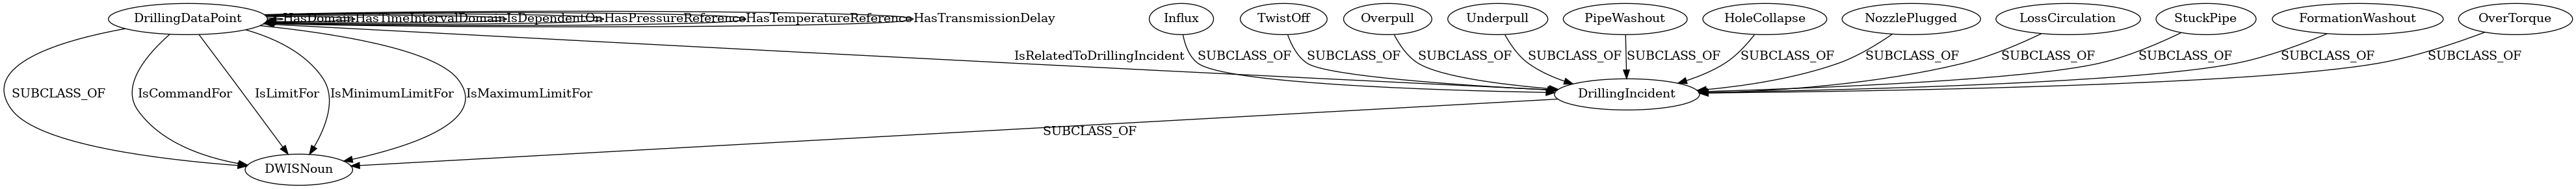 DrillingDataPoint
HasDomain
HasTimeIntervalDomain
IsDependentOn
HasPressureReference
HasTemperatureReference
HasTransmissionDelay
Influx
TwistOff
Overpull
Underpull
PipeWashout
HoleCollapse
NozzlePlugged
LossCirculation
StuckPipe
FormationWashout
OverTorque
IsRelatedToDrillingIncident
SUBCLASS_OF
SUBCLASS_OF
SUBCLASS_OF
SUBCLASS_OF
SUBCLASS_OF
SUBCLASS_OF
SUBCLASS_OF
SUBCLASS_OF
SUBCLASS_OF
SUBCLASS_OF
SUBCLASS_OF
SUBCLASS_OF
IsCommandFor
IsLimitFor
IsMinimumLimitFor
IsMaximumLimitFor
DrillingIncident
SUBCLASS_OF
DWISNoun